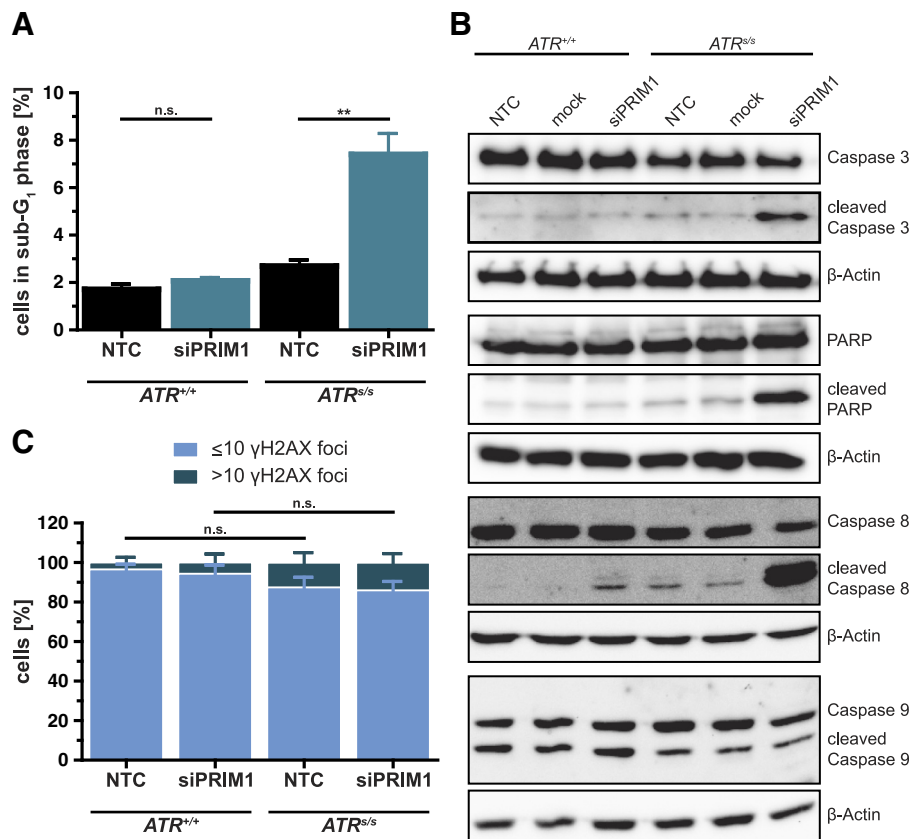 A
cells in sub-G1 phase [%]
10
8
6
4
2
0
n.s.
**
NTC
siPRIM1
NTC
siPRIM1
ATR+/+
ATRs/s
B
ATR+/+
ATRs/s
NTC
mock
siPRIM1
NTC
mock
siPRIM1
Caspase 3
cleaved
Caspase 3
β-Actin
PARP
cleaved
PARP
β-Actin
Caspase 8
cleaved
Caspase 8
β-Actin
Caspase 9
cleaved
Caspase 9
β-Actin
C
≤10 γH2AX foci
>10 γH2AX foci
cells [%]
120
100
80
60
40
20
0
n.s.
n.s.
NTC
siPRIM1
NTC
siPRIM1
ATR+/+
ATRs/s